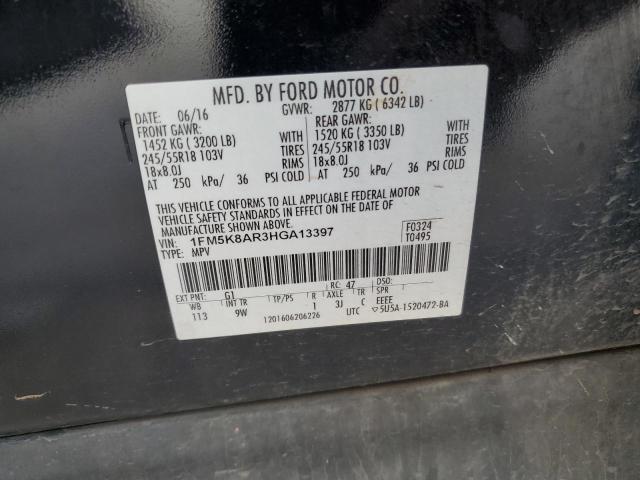 MFD. BY FORD MOTOR CO.
DATE: 06/16 GVWR: 2877 KG ( 6342 LB)
FRONT GAWR: REAR GAWR:
1452 KG ( 3200 LB) WITH 1520 KG ( 3350 LB) WITH
245/55R18 103V TIRES 245/55R18 103V TIRES
18x8.0J RIMS 18x8.0J RIMS
AT 250 kPa/ 36 PSI COLD AT 250 kPa/ 36 PSI COLD
THIS VEHICLE CONFORMS TO ALL APPLICABLE FEDERAL MOTOR
VEHICLE SAFETY STANDARDS IN EFFECT ON THE DATE OF
MANUFACTURE SHOWN ABOVE.
VIN: 1FM5K8AR3HGA13397 F0324
TYPE: MPV T0495
EXT PNT: G1 RC: 47 DSO:
WB INT TR TP/PS R AXLE TR SPR
113 9W 1 3J C EEEE
1201606206226 UTC 5U5A-1520472-BA